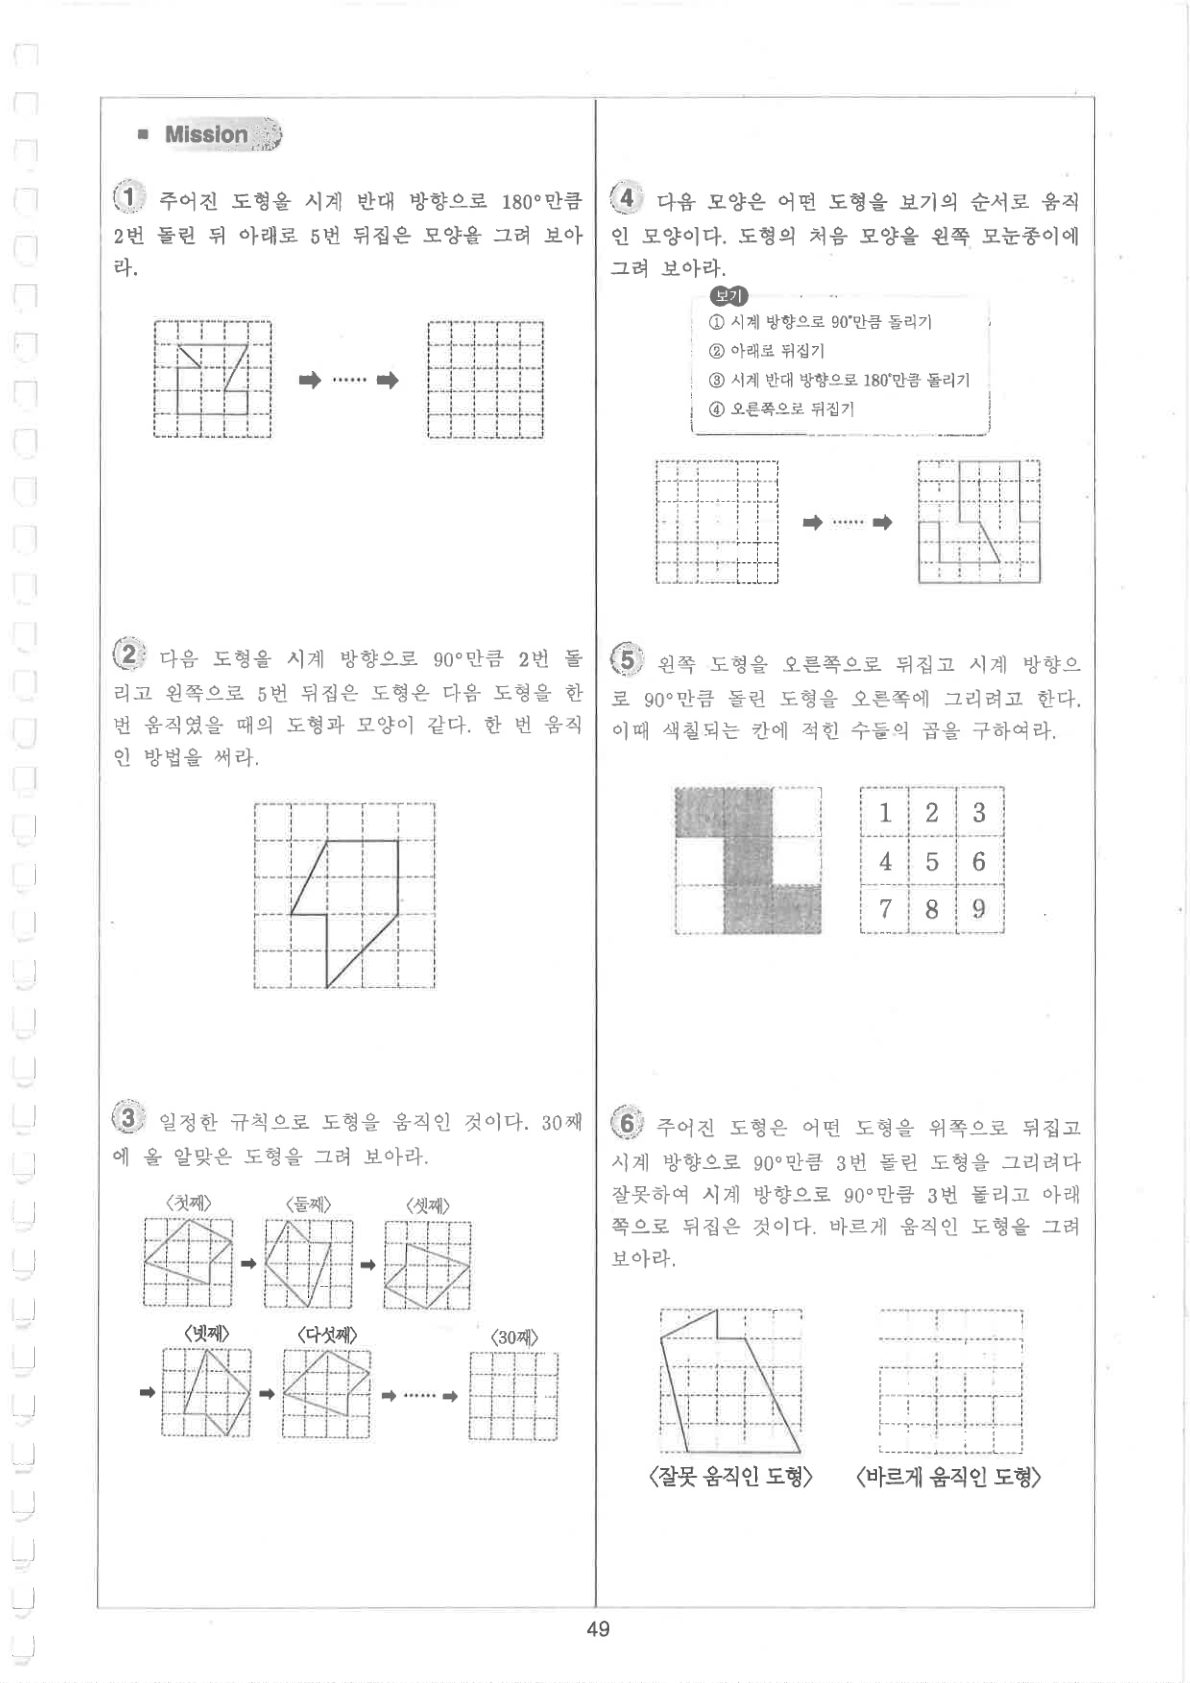 Mission
1 주어진 도형을 시계 반대 방향으로 180°만큼
2번 돌린 뒤 아래로 5번 뒤집은 모양을 그려 보아
라.
2 다음 도형을 시계 방향으로 90°만큼 2번 돌
리고 왼쪽으로 5번 뒤집은 도형은 다음 도형을 한
번 움직였을 때의 도형과 모양이 같다. 한 번 움직
인 방법을 써라.
3 일정한 규칙으로 도형을 움직인 것이다. 30째
에 올 알맞은 도형을 그려 보아라.
〈첫째〉 〈둘째〉 〈셋째〉
〈넷째〉 〈다섯째〉 〈30째〉
4 다음 모양은 어떤 도형을 보기의 순서로 움직
인 모양이다. 도형의 처음 모양을 왼쪽 모눈종이에
그려 보아라.
보기
① 시계 방향으로 90°만큼 돌리기
② 아래로 뒤집기
③ 시계 반대 방향으로 180°만큼 돌리기
④ 오른쪽으로 뒤집기
5 왼쪽 도형을 오른쪽으로 뒤집고 시계 방향으
로 90°만큼 돌린 도형을 오른쪽에 그리려고 한다.
이때 색칠되는 칸에 적힌 수들의 곱을 구하여라.
1 2 3
4 5 6
7 8 9
6 주어진 도형은 어떤 도형을 위쪽으로 뒤집고
시계 방향으로 90°만큼 3번 돌린 도형을 그리려다
잘못하여 시계 방향으로 90°만큼 3번 돌리고 아래
쪽으로 뒤집은 것이다. 바르게 움직인 도형을 그려
보아라.
〈잘못 움직인 도형〉 〈바르게 움직인 도형〉
49